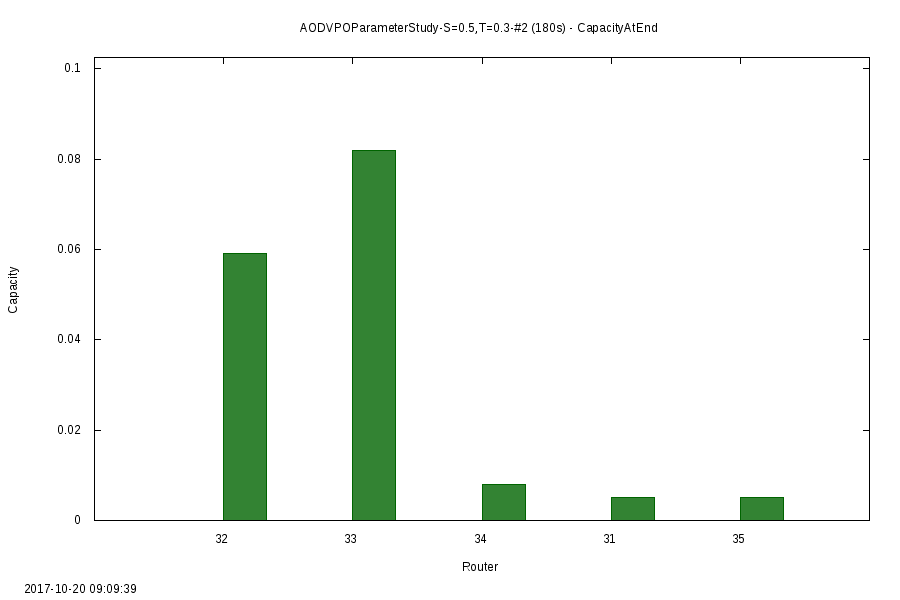 AODVPOParameterStudy-S=0.5,T=0.3-#2 (180s) - CapacityAtEnd
0.1
0.08
0.06
0.04
0.02
0
Capacity
32 33 34 31 35
Router
2017-10-20 09:09:39